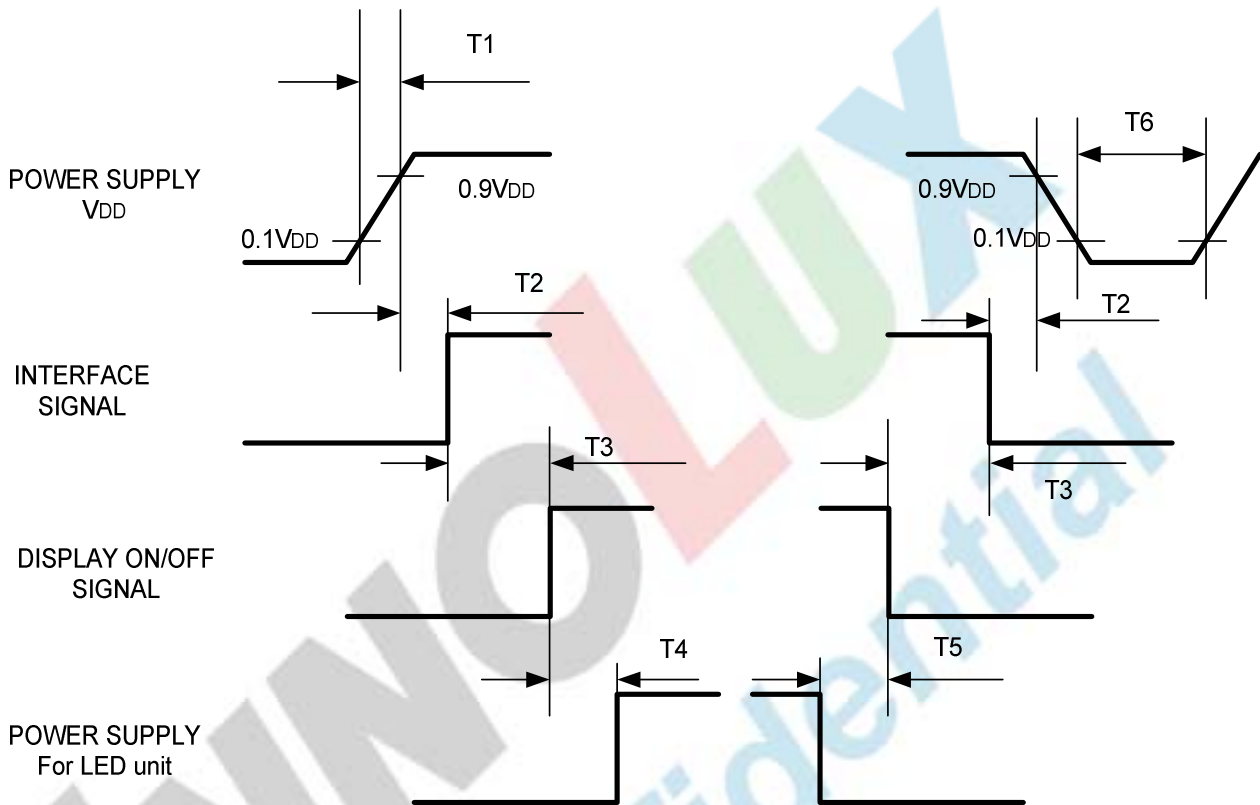 T1
T6
POWER SUPPLY
VDD
0.9VDD
0.1VDD
0.9VDD
0.1VDD
T2
T2
INTERFACE
SIGNAL
T3
T3
DISPLAY ON/OFF
SIGNAL
T4
T5
POWER SUPPLY
For LED unit
INNOLUX